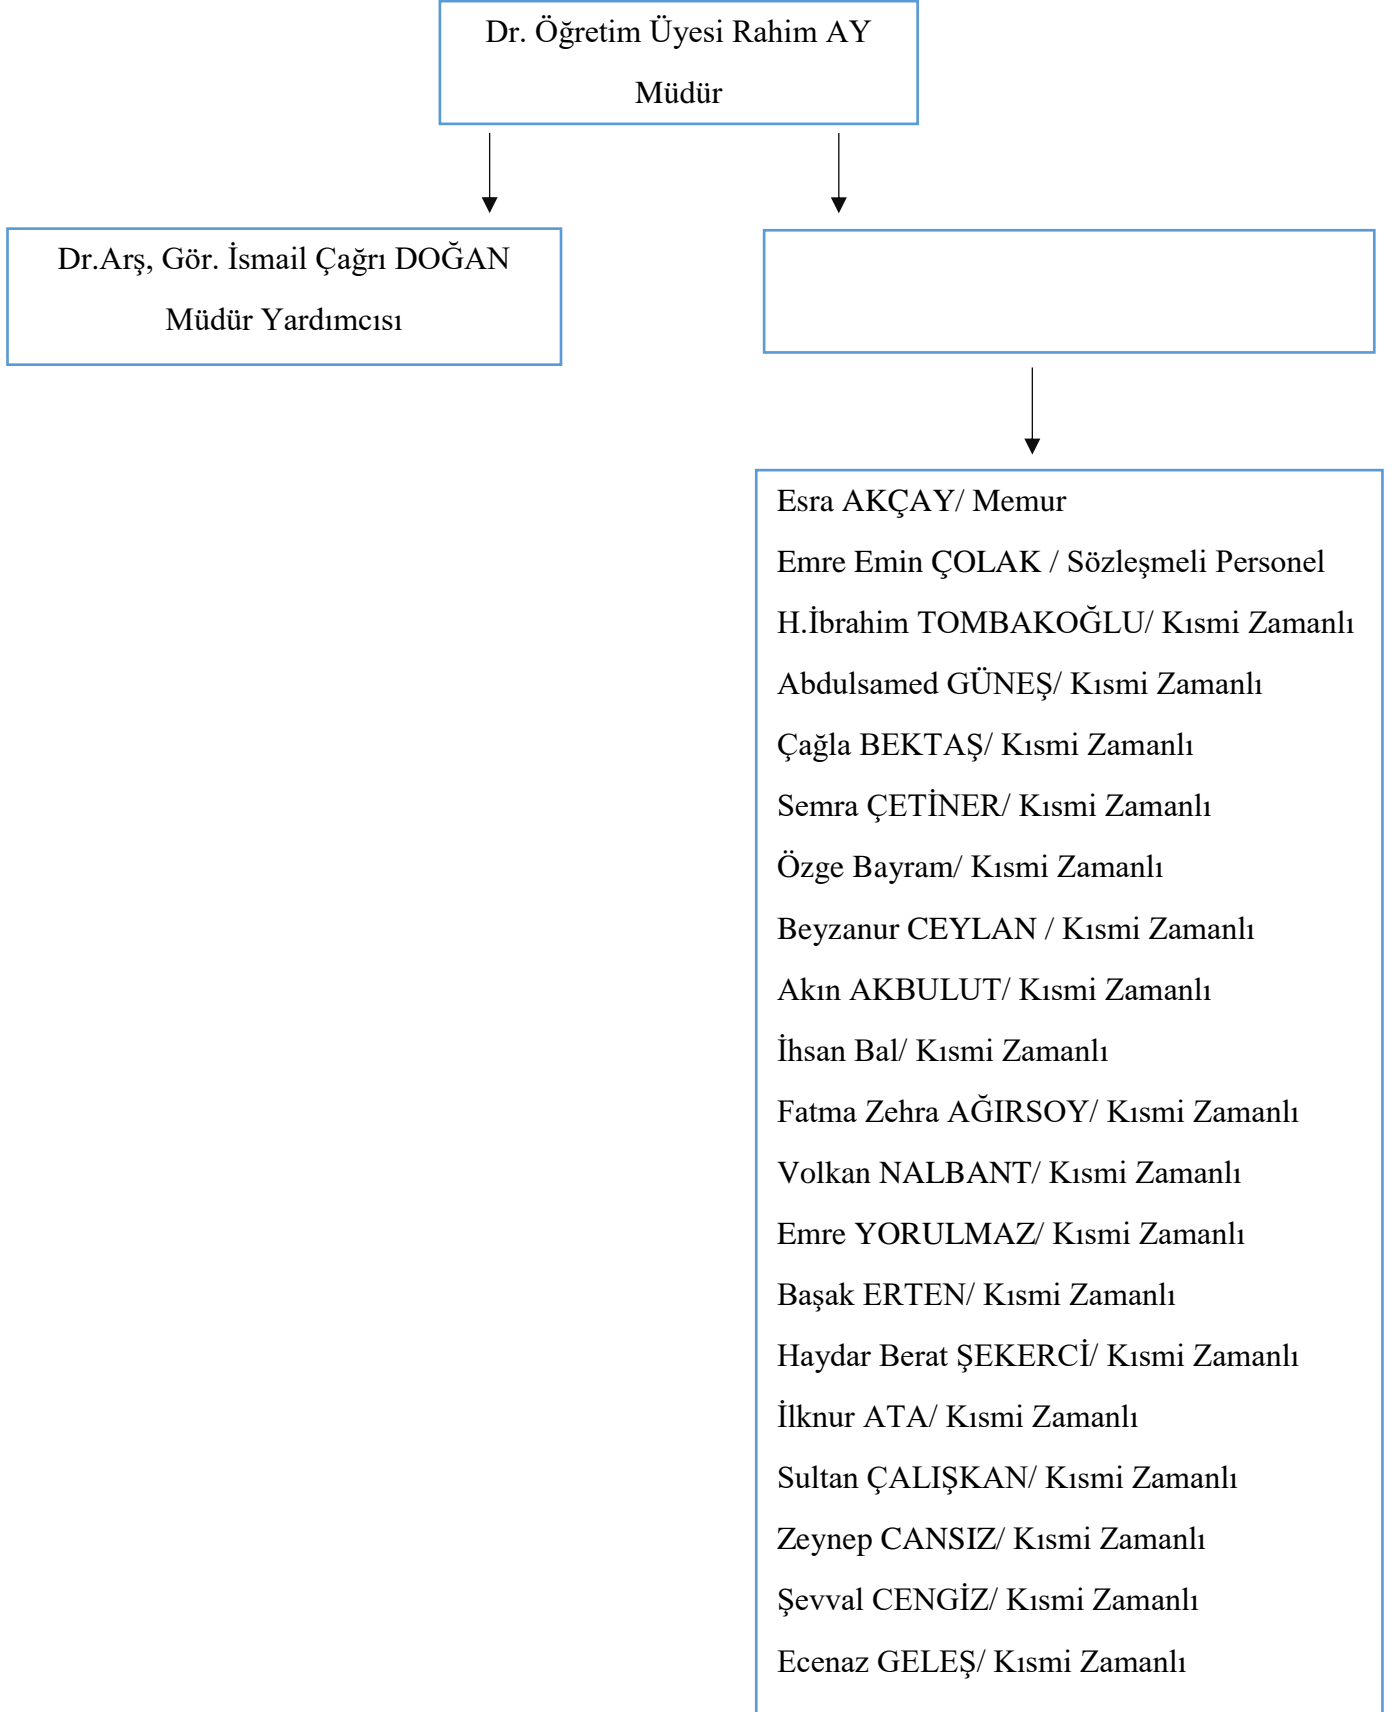 Dr. Öğretim Üyesi Rahim AY
Müdür
Dr.Arş, Gör. İsmail Çağrı DOĞAN
Müdür Yardımcısı
Esra AKÇAY/ Memur
Emre Emin ÇOLAK / Sözleşmeli Personel
H.İbrahim TOMBAKOĞLU/ Kısmi Zamanlı
Abdulsamed GÜNEŞ/ Kısmi Zamanlı
Çağla BEKTAŞ/ Kısmi Zamanlı
Semra ÇETİNER/ Kısmi Zamanlı
Özge Bayram/ Kısmi Zamanlı
Beyzanur CEYLAN / Kısmi Zamanlı
Akın AKBULUT/ Kısmi Zamanlı
İhsan Bal/ Kısmi Zamanlı
Fatma Zehra AĞIRSOY/ Kısmi Zamanlı
Volkan NALBANT/ Kısmi Zamanlı
Emre YORULMAZ/ Kısmi Zamanlı
Başak ERTEN/ Kısmi Zamanlı
Haydar Berat ŞEKERCİ/ Kısmi Zamanlı
İlknur ATA/ Kısmi Zamanlı
Sultan ÇALIŞKAN/ Kısmi Zamanlı
Zeynep CANSIZ/ Kısmi Zamanlı
Şevval CENGİZ/ Kısmi Zamanlı
Ecenaz GELEŞ/ Kısmi Zamanlı